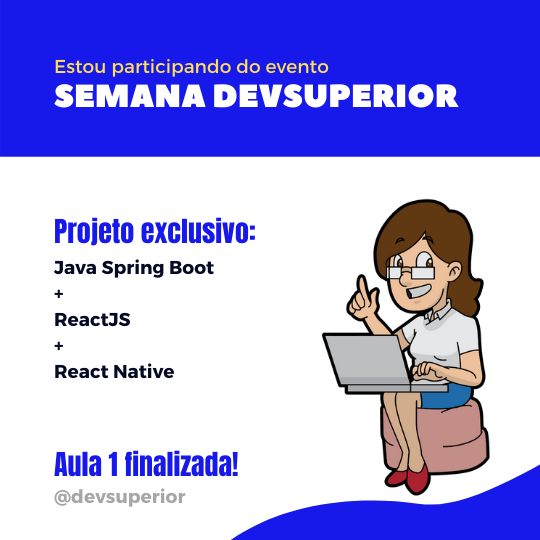 Estou participando do evento
SEMANA DEVSUPERIOR
Projeto exclusivo:
Java Spring Boot
+
ReactJS
+
React Native
Aula 1 finalizada!
@devsuperior